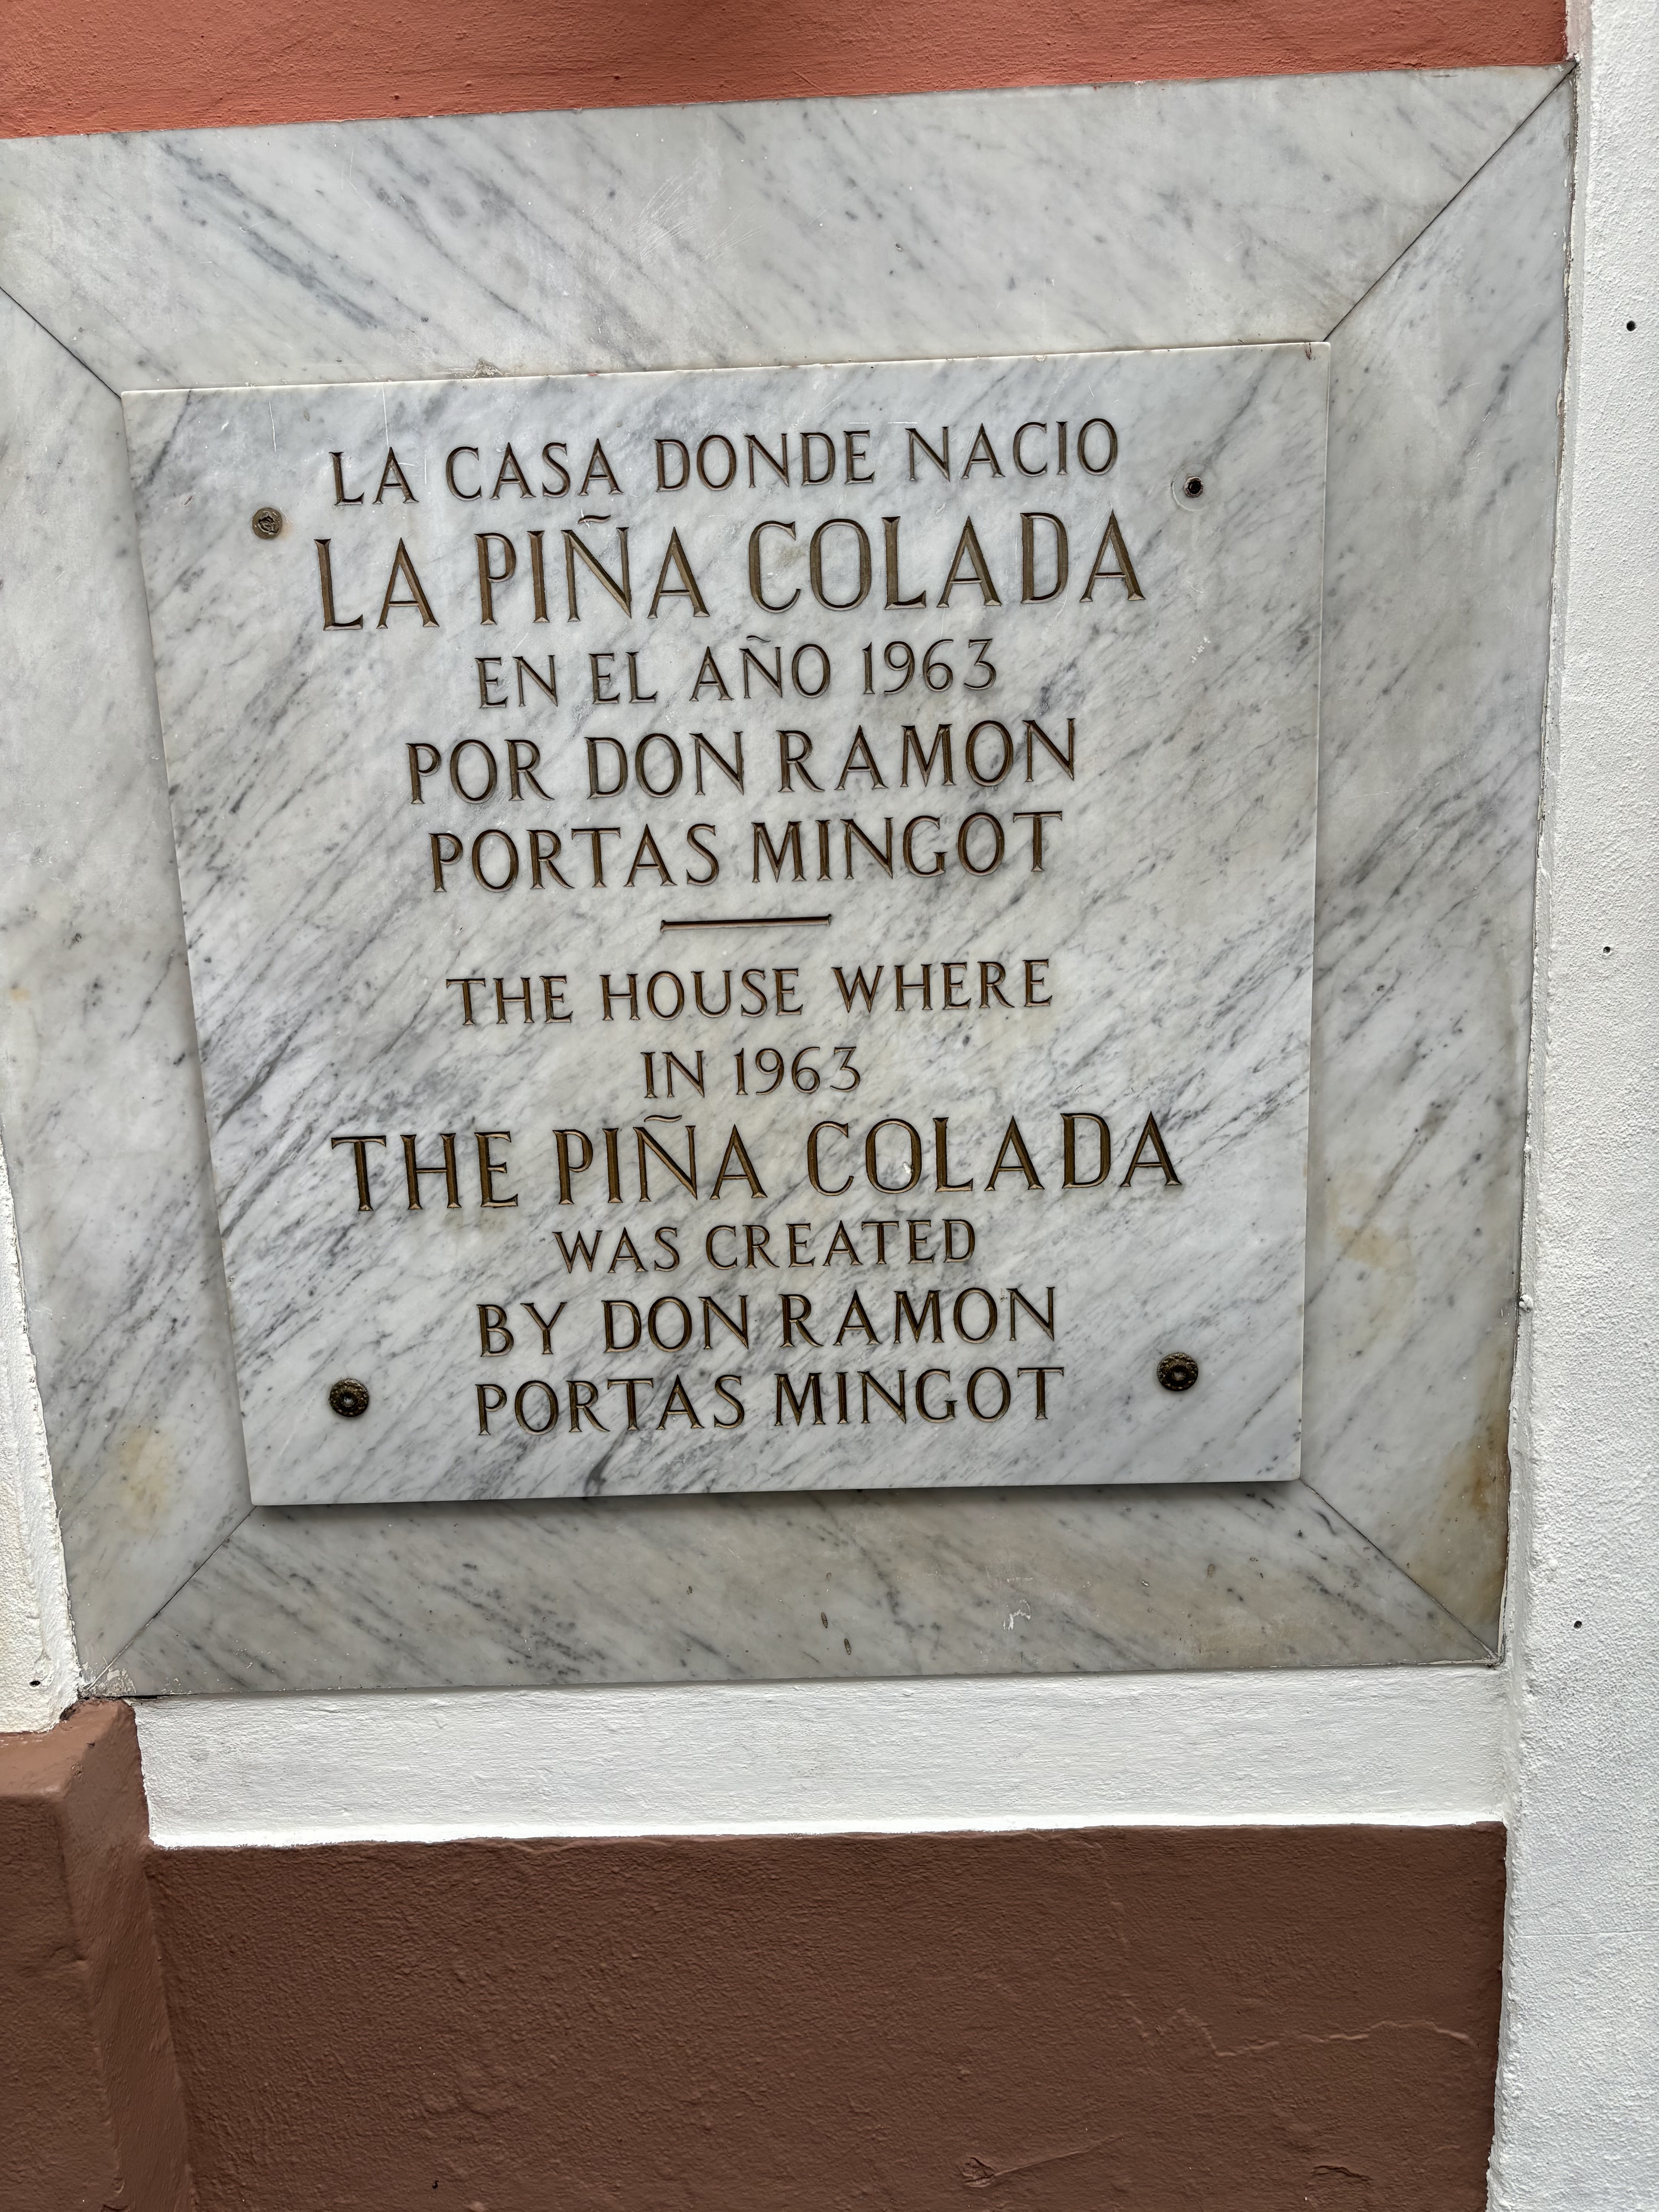 LA CASA DONDE NACIO
LA PIÑA COLADA
EN EL AÑO 1963
POR DON RAMON
PORTAS MINGOT
THE HOUSE WHERE
IN 1963
THE PIÑA COLADA
WAS CREATED
BY DON RAMON
PORTAS MINGOT